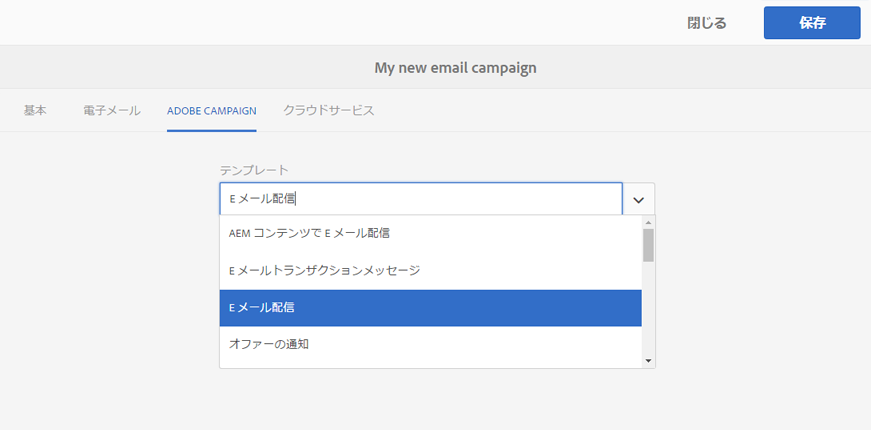 閉じる 保存
My new email campaign
基本 電子メール ADOBE CAMPAIGN クラウドサービス
テンプレート
E メール配信
AEM コンテンツで E メール配信
E メールトランザクションメッセージ
E メール配信
オファーの通知